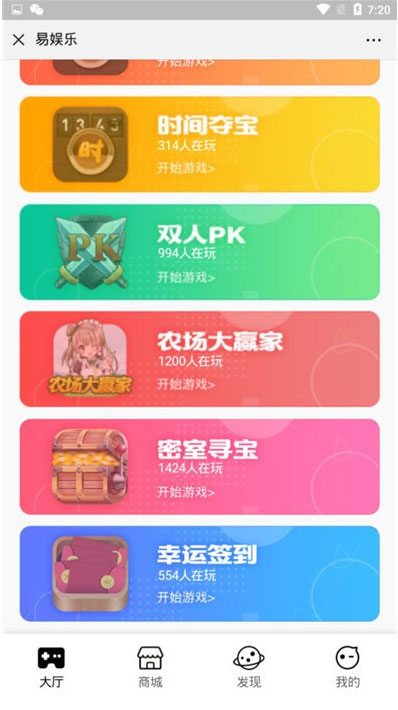 7:20
易娱乐
开始游戏>
1345
时
时间夺宝
314人在玩
开始游戏>
PK
双人PK
994人在玩
开始游戏>
农场大赢家
农场大赢家
1200人在玩
开始游戏>
密室寻宝
1424人在玩
开始游戏>
幸运签到
554人在玩
开始游戏>
大厅
商城
发现
我的